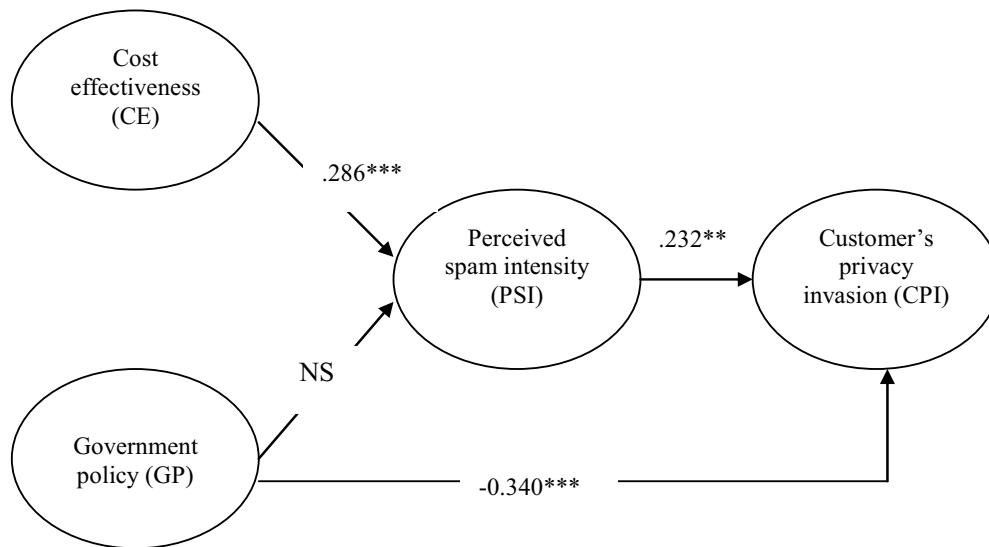 Cost
effectiveness
(CE)
.286***
Perceived
spam intensity
(PSI)
.232**
Customer’s
privacy
invasion (CPI)
NS
Government
policy (GP)
-0.340***